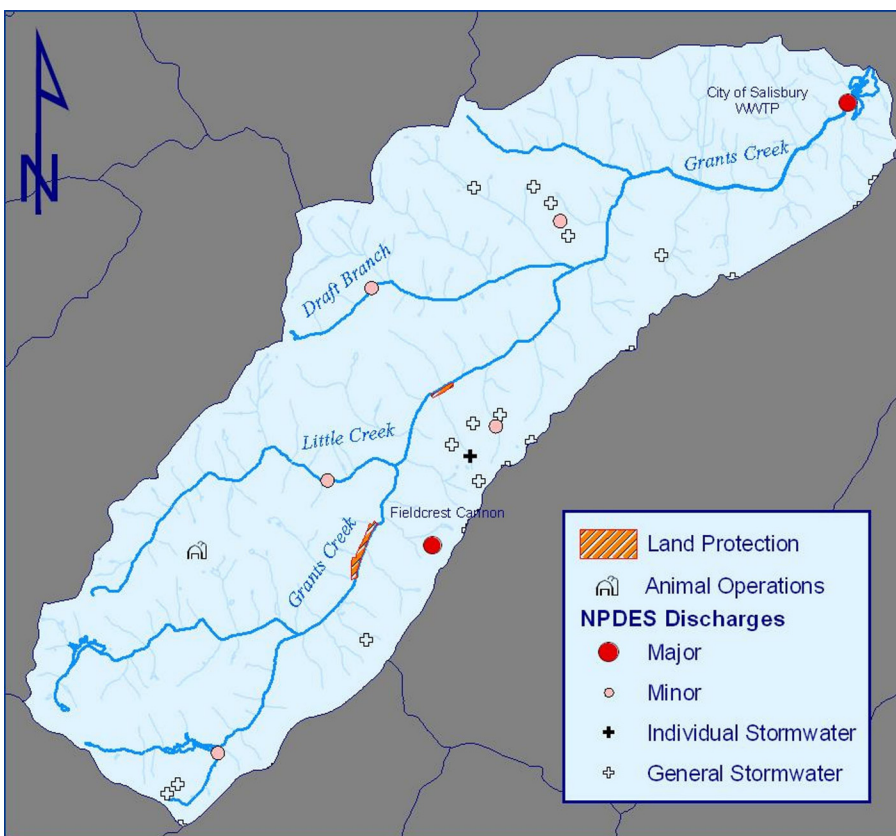 N
City of Salisbury
WWTP
Grants Creek
Draft Branch
Little Creek
Fieldcrest Cannon
Grants Creek
Land Protection
Animal Operations
NPDES Discharges
Major
Minor
Individual Stormwater
General Stormwater